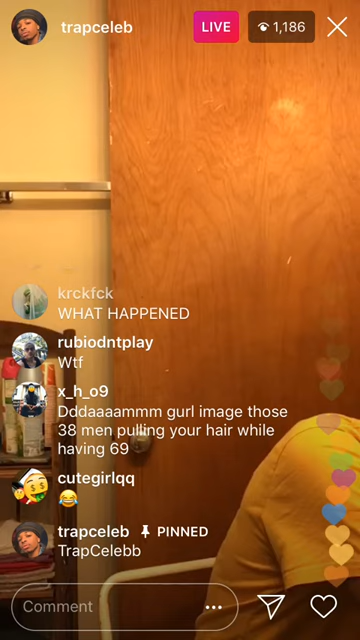 trapceleb
LIVE
1,186
krckfck
WHAT HAPPENED
rubiodntplay
Wtf
x_h_o9
Dddaaaammm gurl image those
38 men pulling your hair while
having 69
cutegirlqq
😂
trapceleb PINNED
TrapCelebb
Comment